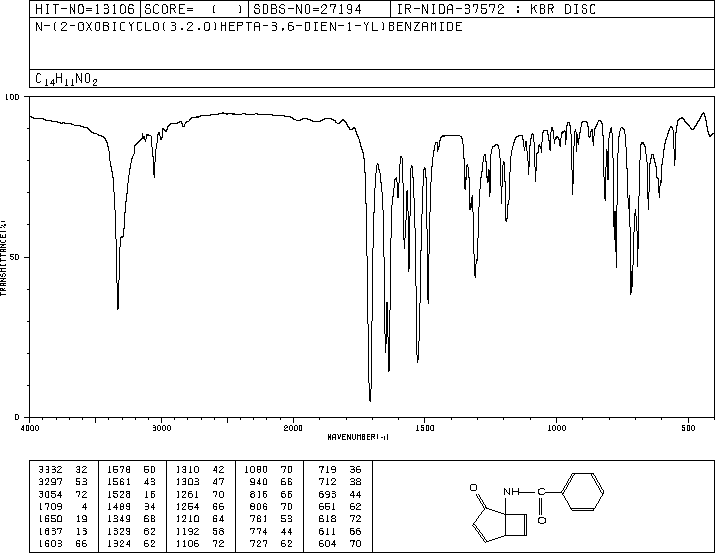 HIT-NO=13106 SCORE= ( ) SDBS-NO=27194 IR-NIDA-37572 : KBR DISC
N-(2-OXOBICYCLO(3.2.0)HEPTA-3,6-DIEN-1-YL)BENZAMIDE
C14H11NO2
100
50
0
TRANSMITTANCE(%)
4000 3000 2000 1500 1000 500
WAVENUMBER(-1)
3332 32 1578 50 1310 42 1080 70 719 36
3297 53 1561 43 1303 47 940 66 712 38
3054 72 1528 16 1261 70 816 66 693 44
1709 4 1489 34 1254 66 806 70 651 62
1650 19 1349 68 1210 64 781 53 618 72
1637 13 1329 62 1192 58 774 44 611 66
1603 66 1324 62 1106 72 727 62 604 70
O
NH C
O